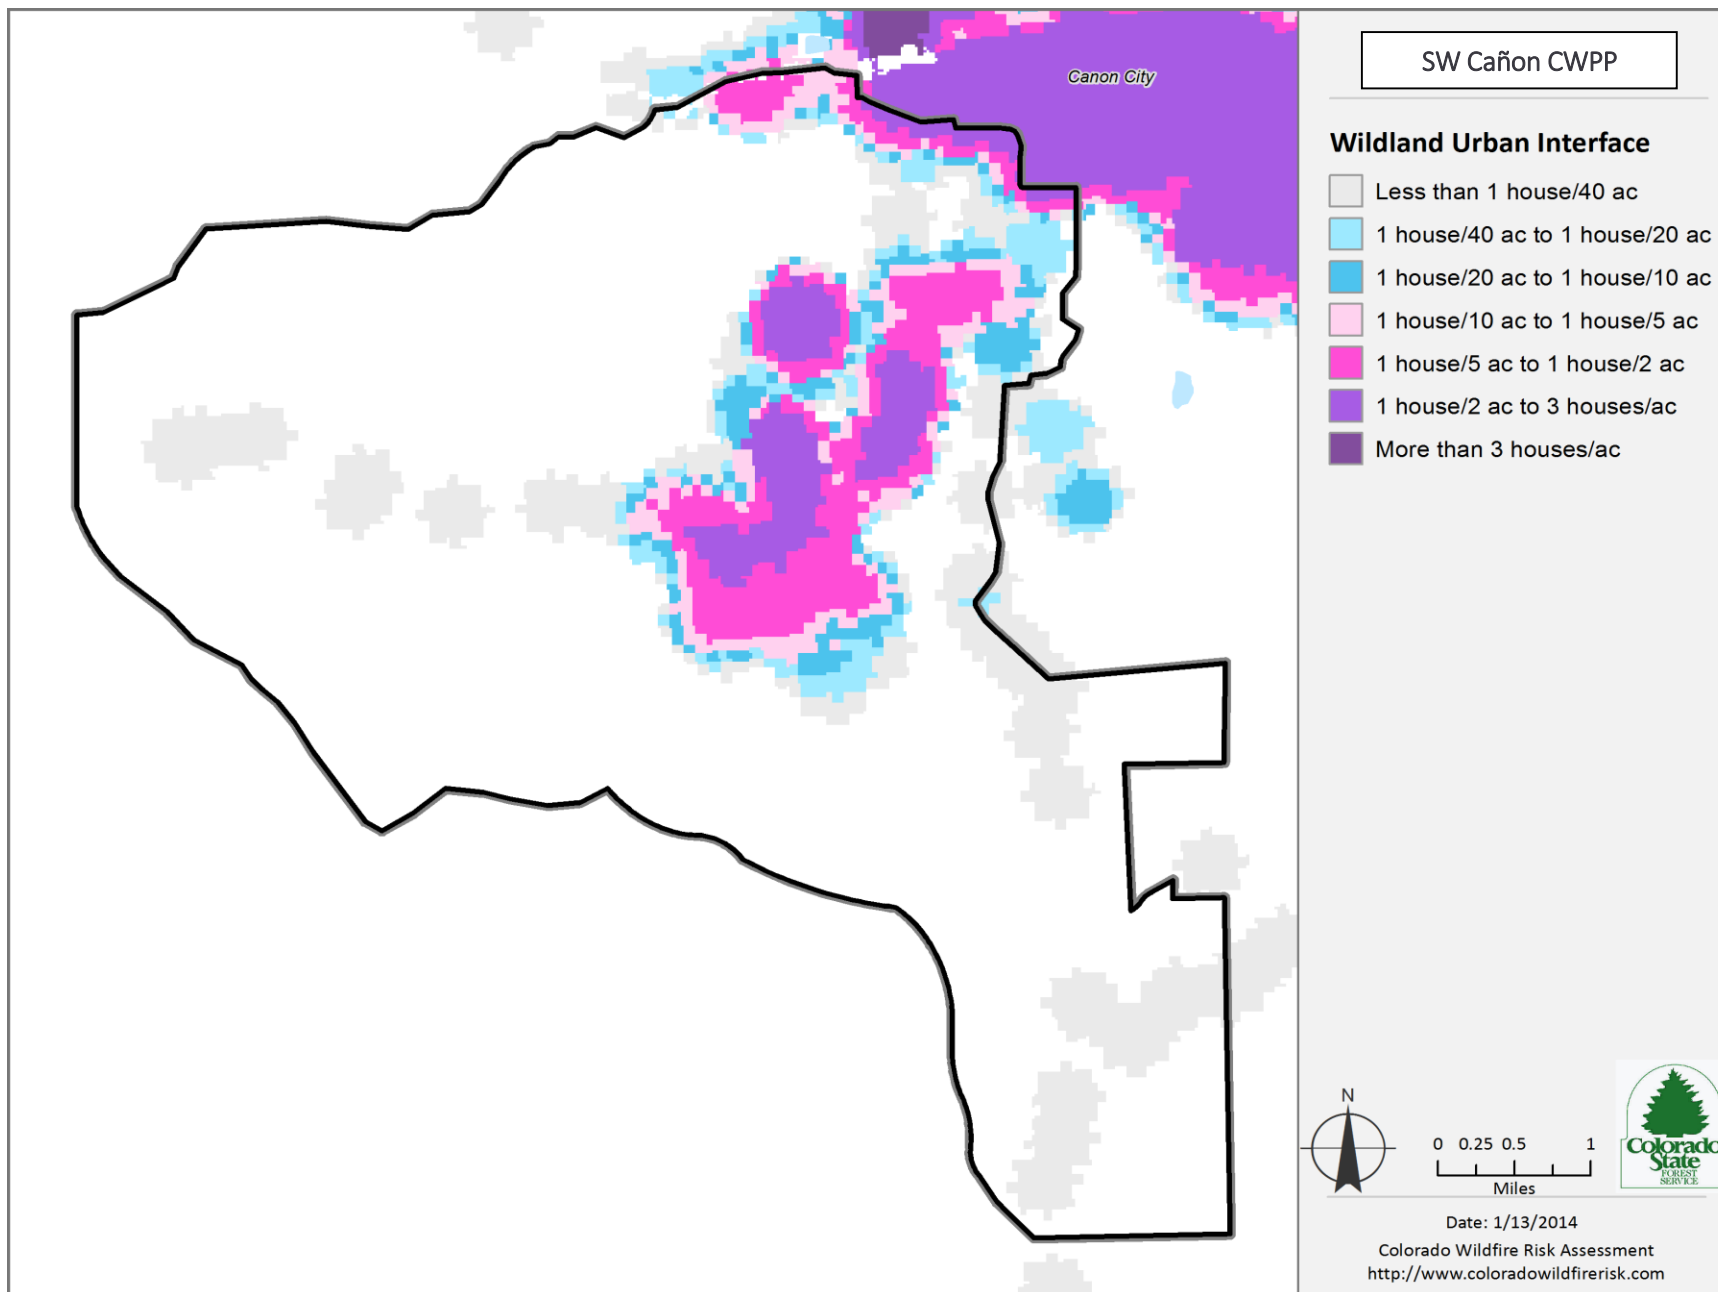 Canon City
SW Cañon CWPP
Wildland Urban Interface
Less than 1 house/40 ac
1 house/40 ac to 1 house/20 ac
1 house/20 ac to 1 house/10 ac
1 house/10 ac to 1 house/5 ac
1 house/5 ac to 1 house/2 ac
1 house/2 ac to 3 houses/ac
More than 3 houses/ac
N
0 0.25 0.5 1
Miles
Colorado
State
FOREST
SERVICE
Date: 1/13/2014
Colorado Wildfire Risk Assessment
http://www.coloradowildfirerisk.com